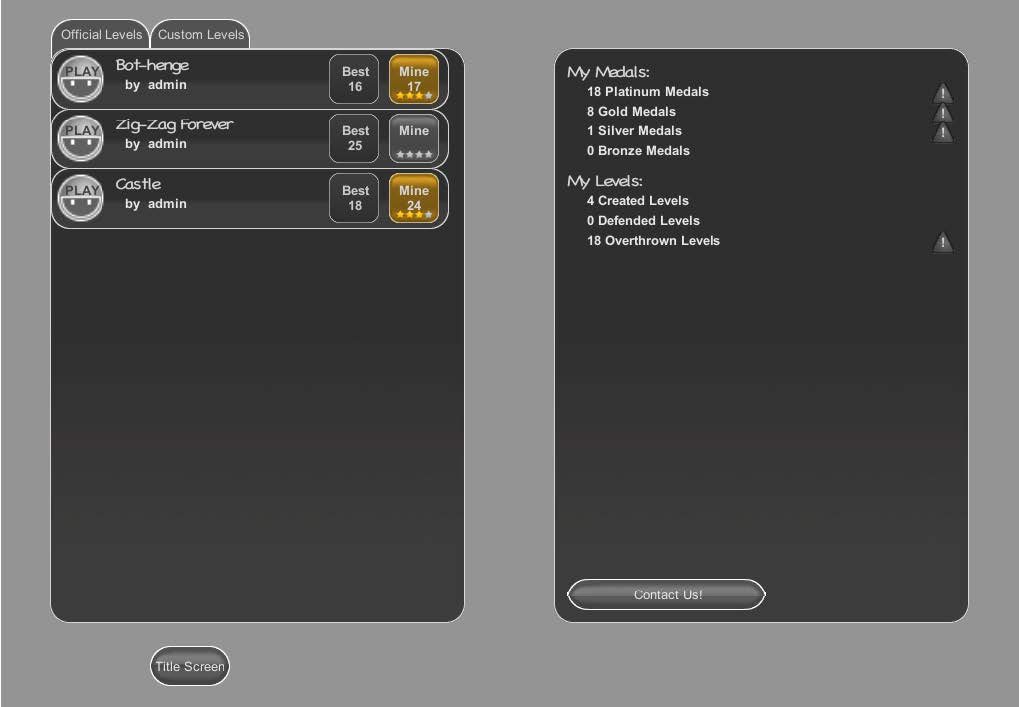 Official Levels
Custom Levels
PLAY
Bot-henge
by admin
Best
16
Mine
17
PLAY
Zig-Zag Forever
by admin
Best
25
Mine
PLAY
Castle
by admin
Best
18
Mine
24
Title Screen
My Medals:
18 Platinum Medals
!
8 Gold Medals
!
1 Silver Medals
!
0 Bronze Medals
My Levels:
4 Created Levels
0 Defended Levels
18 Overthrown Levels
!
Contact Us!